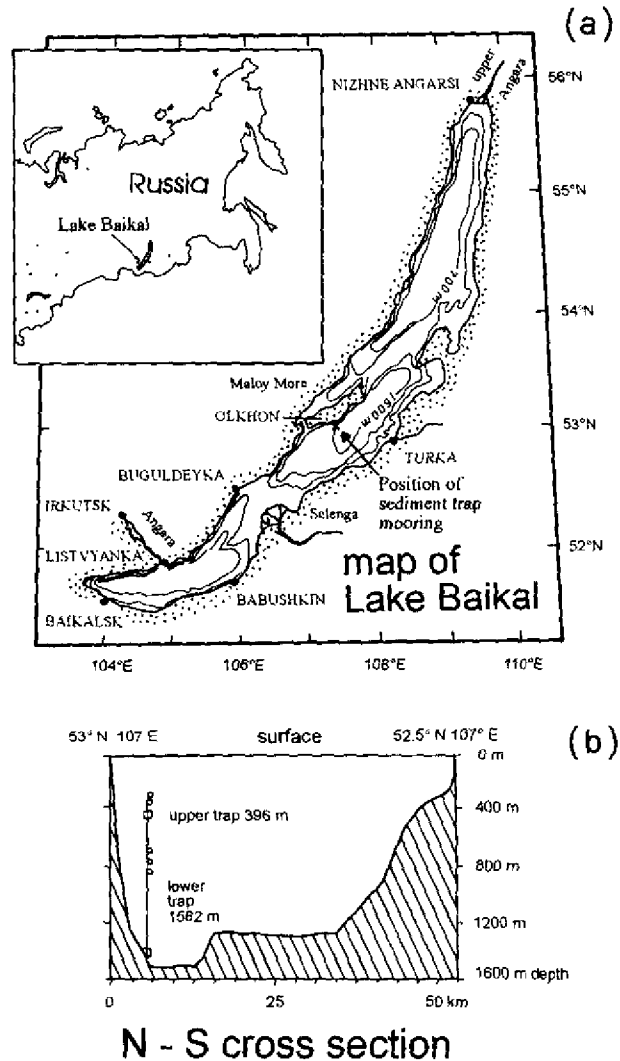 (a)
NIZHNE ANGARSI
upper
Angara
56°N
Russia
Lake Baikal
55°N
700 m
54°N
Maloy More
OLKHON
1600 m
53°N
TURKA
BUGULDEYKA
Position of
sediment trap
mooring
IRKUTSK
Angara
Selenga
LISTVYANKA
52°N
map of
Lake Baikal
BABUSHKIN
BAIKALSK
104°E
106°E
108°E
110°E
(b)
53° N 107 E
surface
52.5° N 107° E
0 m
upper trap 396 m
400 m
800 m
lower
trap
1582 m
1200 m
1600 m depth
0
25
50 km
N - S cross section